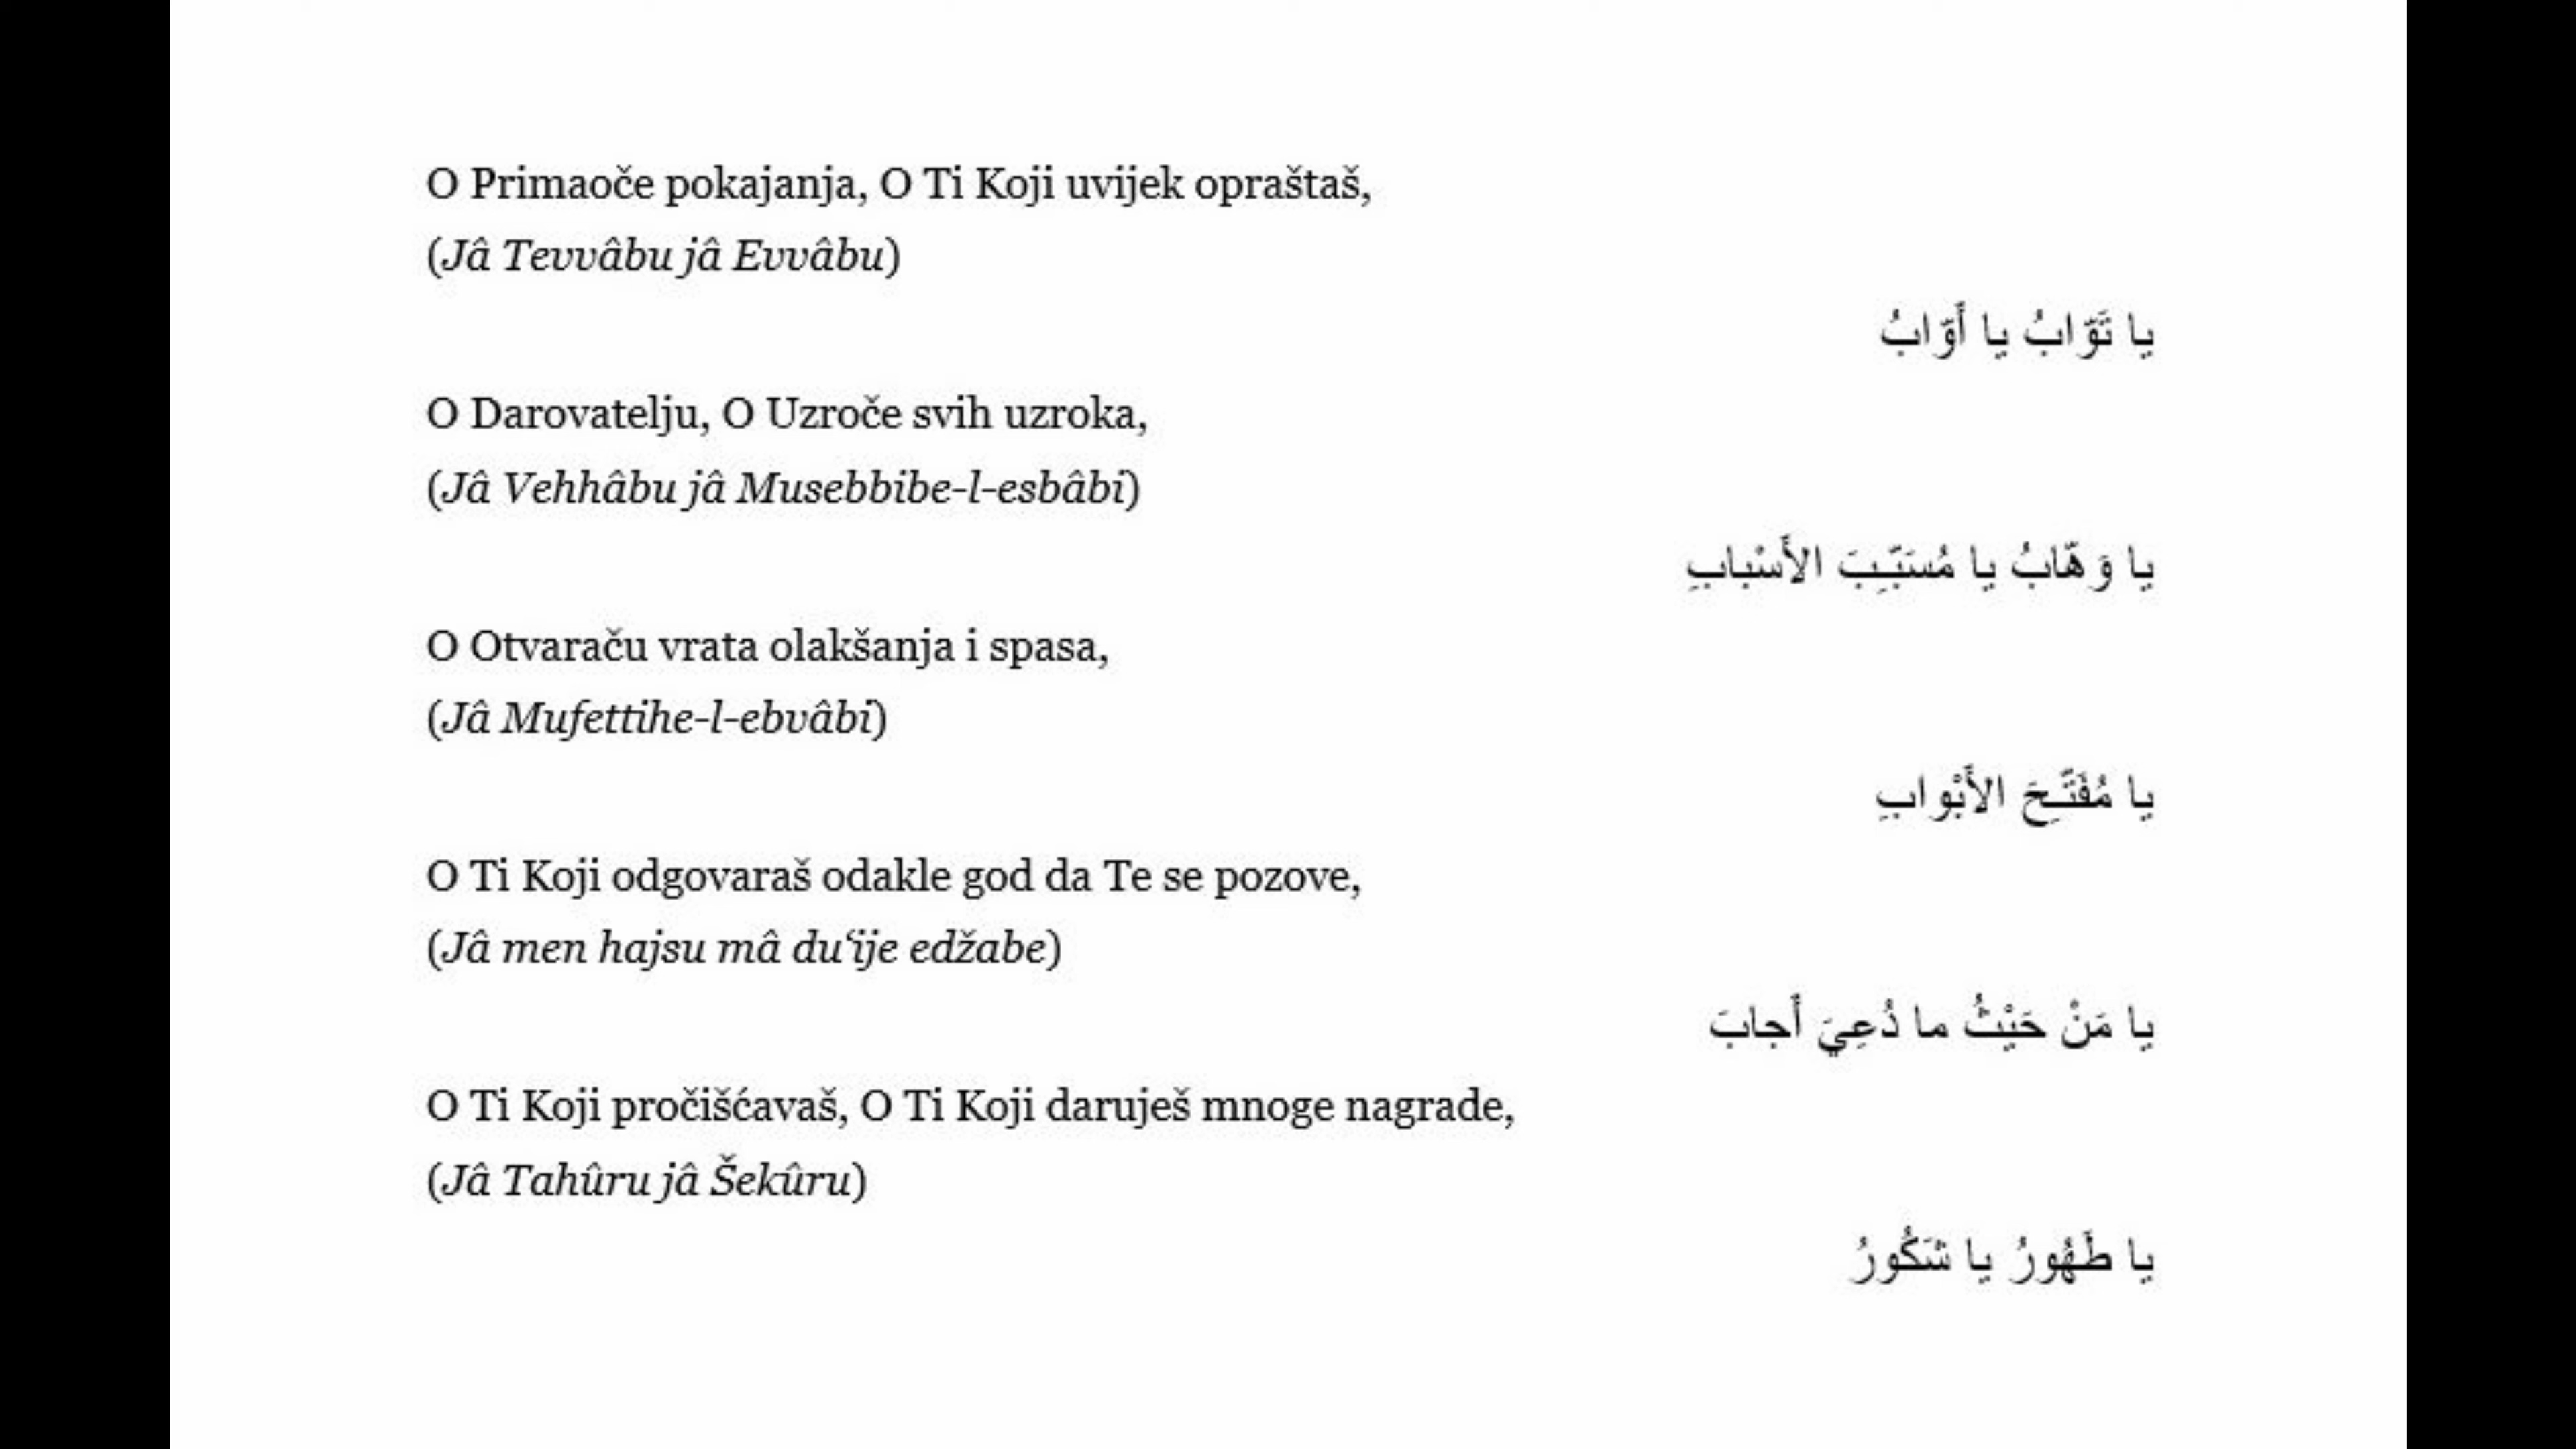 O Primaoče pokajanja, O Ti Koji uvijek opraštaš,
(Jâ Tevvâbu jâ Evvâbu)
يا تَوّابُ يا أَوّابُ
O Darovatelju, O Uzroče svih uzroka,
(Jâ Vehhâbu jâ Musebbibe-l-esbâbi)
يا وَهّابُ يا مُسَبِّبَ الأَسْبابِ
O Otvaraču vrata olakšanja i spasa,
(Jâ Mufettihe-l-ebvâbi)
يا مُفَتِّحَ الأَبْوابِ
O Ti Koji odgovaraš odakle god da Te se pozove,
(Jâ men hajsu mâ du‘ije edžabe)
يا مَنْ حَيْثُ ما دُعِيَ أَجابَ
O Ti Koji pročišćavaš, O Ti Koji daruješ mnoge nagrade,
(Jâ Tahûru jâ Šekûru)
يا طَهُورُ يا شَكُورُ